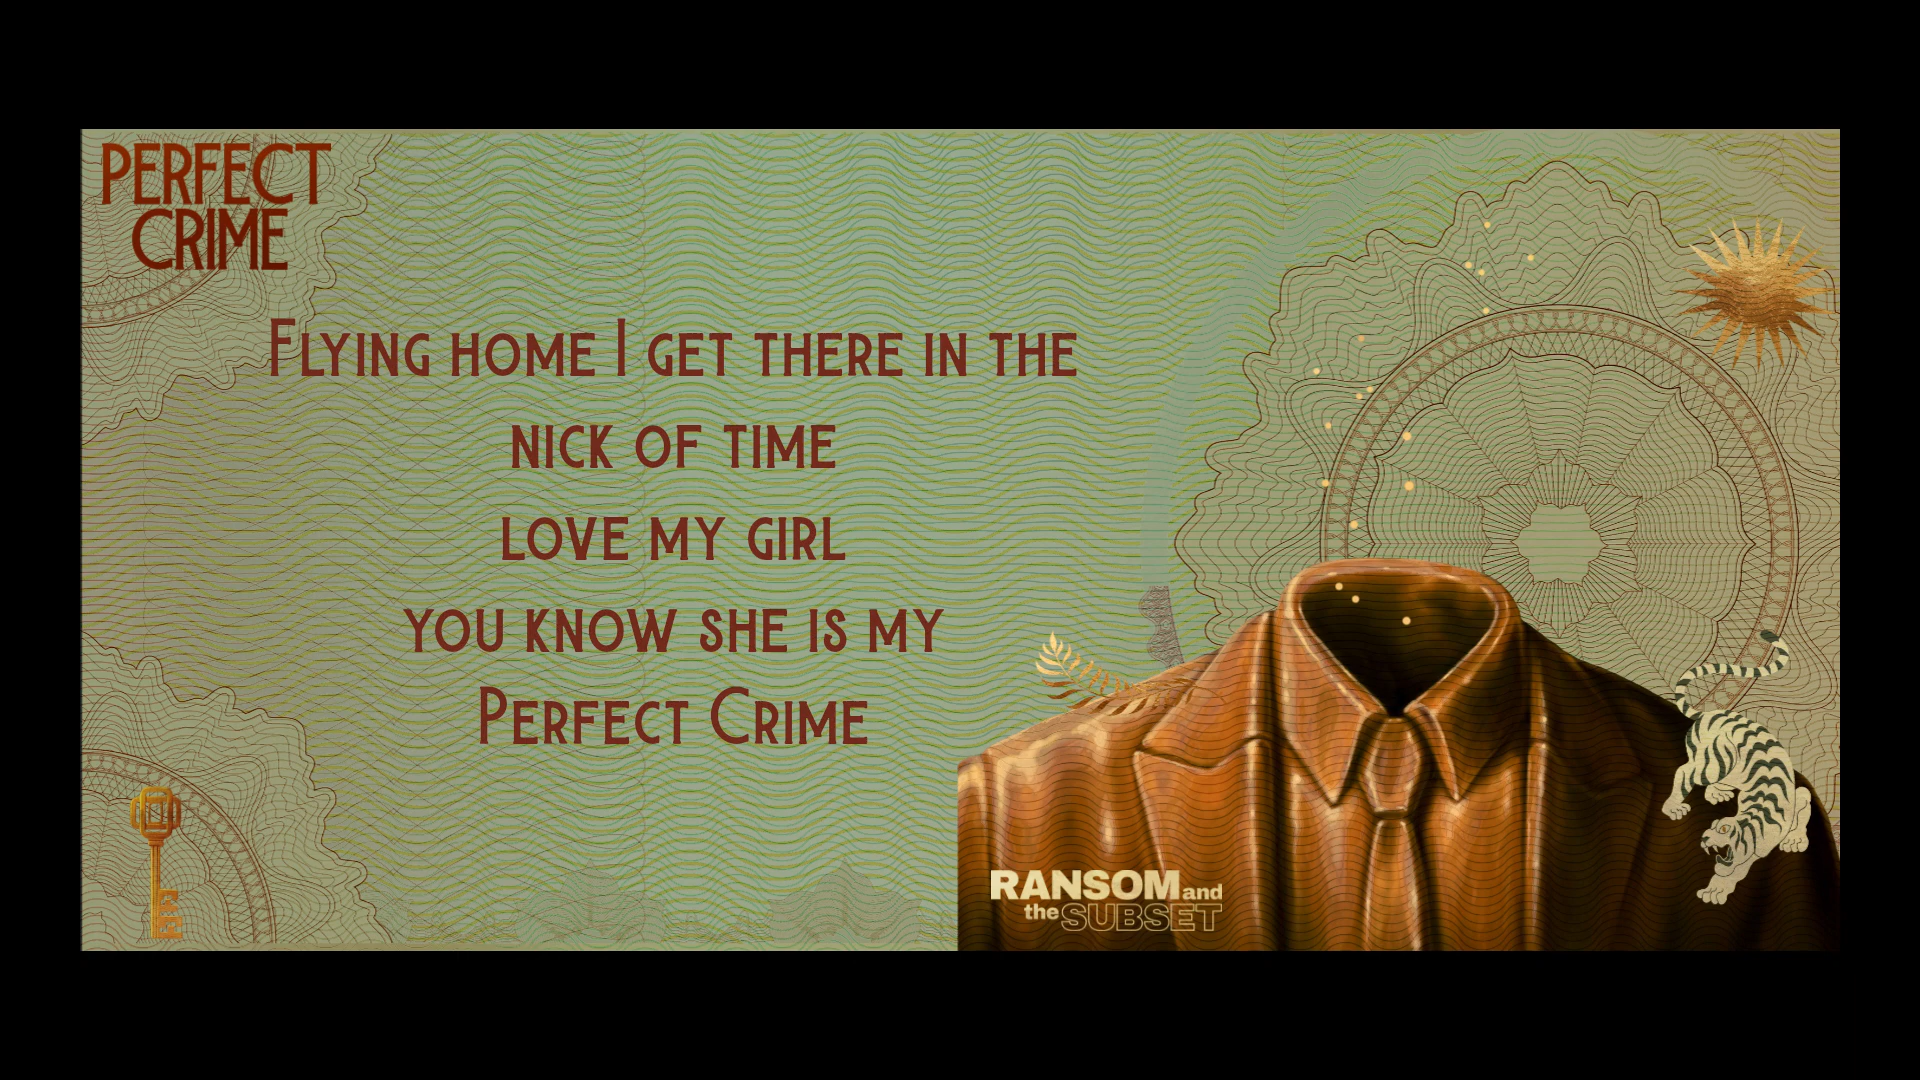 PERFECT
CRIME
Flying home I get there in the
nick of time
love my girl
you know she is my
Perfect Crime
RANSOM and
the SUBSET